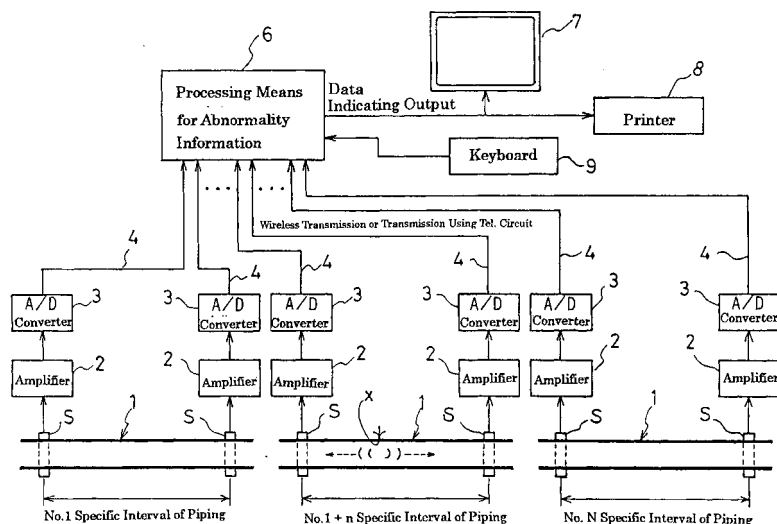 6
7
8
Processing Means
for Abnormality
Information
Data
Indicating Output
Printer
Keyboard
9
Wireless Transmission or Transmission Using Tel. Circuit
4
4
4
4
4
4
3
3
3
3
3
3
A/D
Converter
A/D
Converter
A/D
Converter
A/D
Converter
A/D
Converter
A/D
Converter
2
2
2
2
2
2
Amplifier
Amplifier
Amplifier
Amplifier
Amplifier
Amplifier
S
1
S
S
X
1
S
S
1
S
No.1 Specific Interval of Piping
No.1 + n Specific Interval of Piping
No. N Specific Interval of Piping